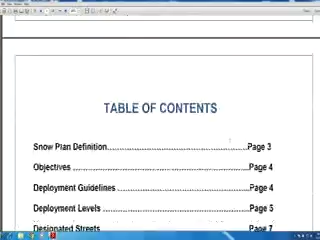 TABLE OF CONTENTS
Snow Plan Definition..........................................................Page 3
Objectives ........................................................................Page 4
Deployment Guidelines ......................................................Page 4
Deployment Levels ............................................................Page 5
Designated Streets ............................................................Page 7